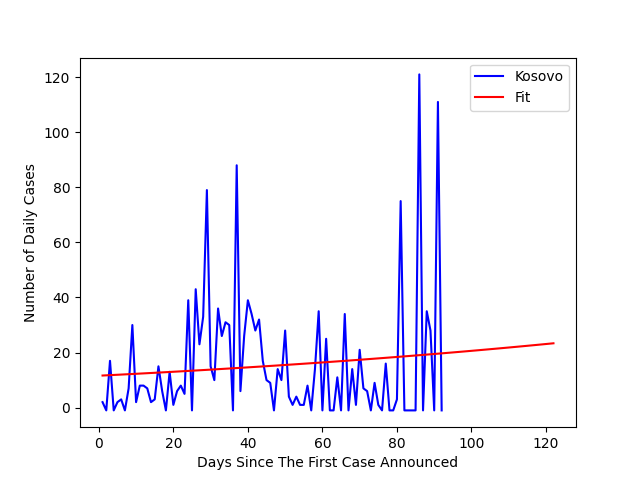 Kosovo
Fit
Number of Daily Cases
120
100
80
60
40
20
0
0 20 40 60 80 100 120
Days Since The First Case Announced